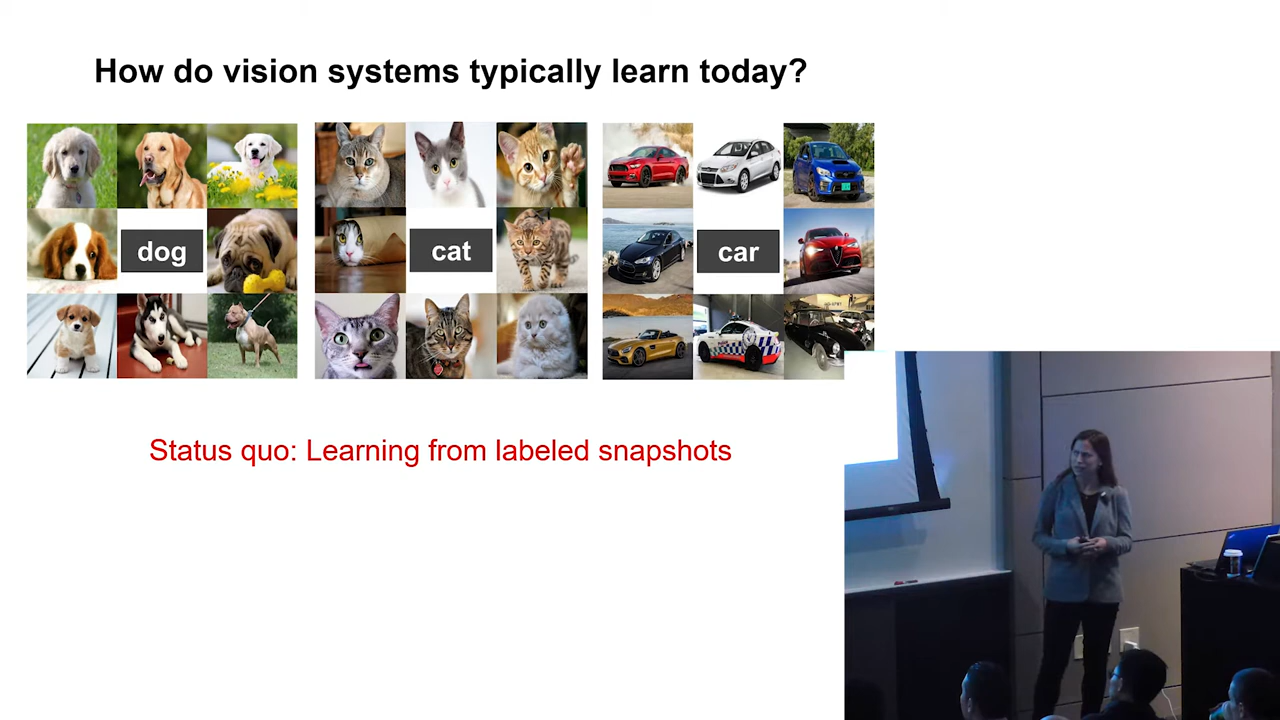 How do vision systems typically learn today?
dog
cat
car
Status quo: Learning from labeled snapshots